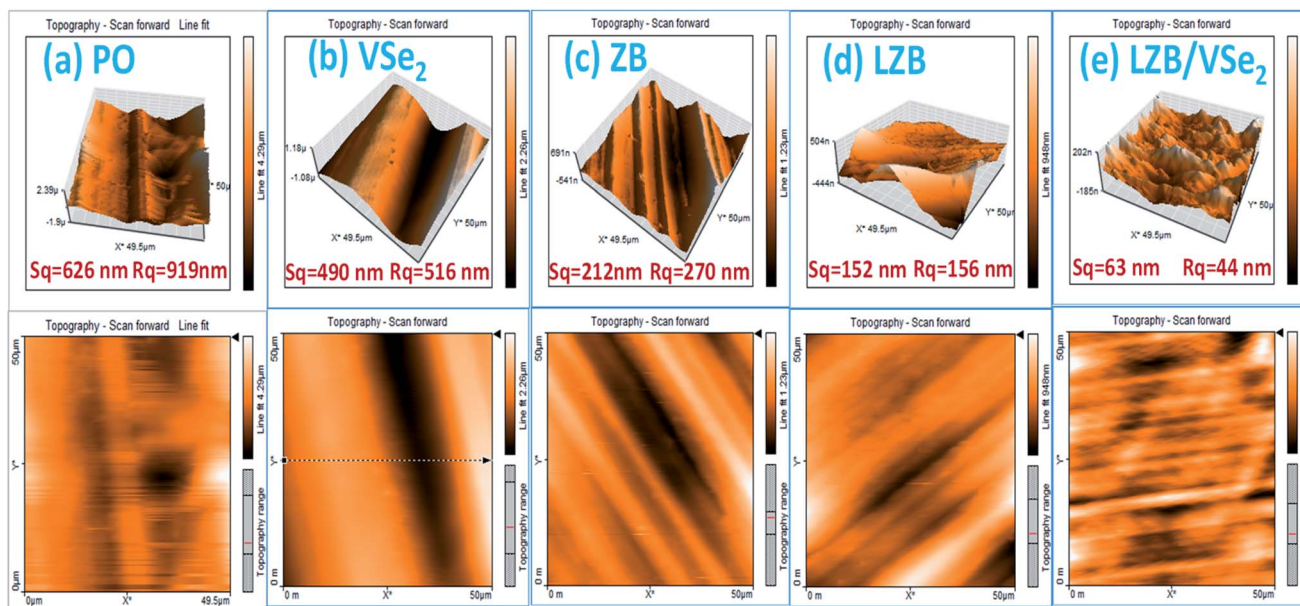 Topography - Scan forward Line fit
(a) PO
Line fit 4.29µm
2.39µ
-1.9µ
X* 49.5µm
* 50µ
Sq=626 nm Rq=919nm
Topography - Scan forward
(b) VSe2
Line fit 2.26µm
1.18µ
-1.08µ
X* 49.5µm
Y* 50µm
Sq=490 nm Rq=516 nm
Topography - Scan forward
(c) ZB
Line fit 1.23µm
691n
-541n
X* 49.5µm
Y* 50µm
Sq=212nm Rq=270 nm
Topography - Scan forward
(d) LZB
Line fit 948nm
504n
-444n
X* 49.5µm
Y* 50µm
Sq=152 nm Rq=156 nm
Topography - Scan forward
(e) LZB/VSe2
202n
-185n
X* 49.5µm
Y* 50µ
Sq=63 nm Rq=44 nm
Topography - Scan forward Line fit
50µm
Y*
0µm
0µm
X*
49.5µm
Line fit 4.29µm
Topography range
Topography - Scan forward
50µm
Y*
0 m
0 m
X*
50µm
Line fit 2.26µm
Topography range
Topography - Scan forward
50µm
Y*
0 m
0 m
X*
50µm
Line fit 1.23µm
Topography range
Topography - Scan forward
50µm
Y*
0 m
0 m
X*
50µm
Line fit 948nm
Topography range
Topography - Scan forward
50µm
Y*
0 m
0 m
X*
50µm